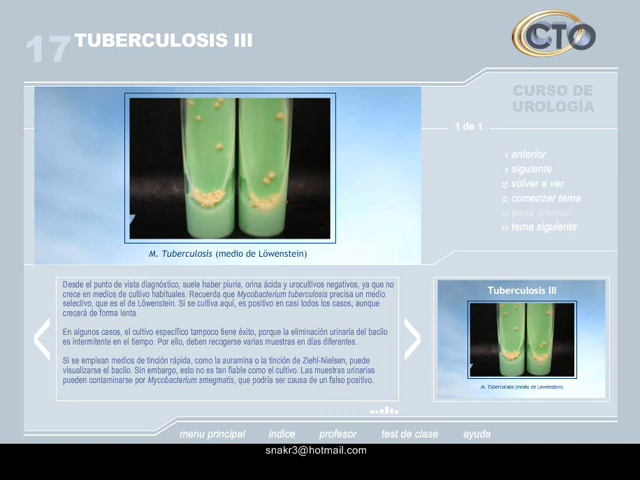 17 TUBERCULOSIS III
CTO
CURSO DE
UROLOGÍA
1 de 1
‹ anterior
› siguiente
volver a ver
comenzar tema
tema anterior
›› tema siguiente
M. Tuberculosis (medio de Löwenstein)
Desde el punto de vista diagnóstico, suele haber piuria, orina ácida y urocultivos negativos, ya que no
crece en medios de cultivo habituales. Recuerda que Mycobacterium tuberculosis precisa un medio
selectivo, que es el de Löwenstein. Si se cultiva aquí, es positivo en casi todos los casos, aunque
crecerá de forma lenta.
En algunos casos, el cultivo específico tampoco tiene éxito, porque la eliminación urinaria del bacilo
es intermitente en el tiempo. Por ello, deben recogerse varias muestras en días diferentes.
Si se emplean medios de tinción rápida, como la auramina o la tinción de Ziehl-Nielsen, puede
visualizarse el bacilo. Sin embargo, esto no es tan fiable como el cultivo. Las muestras urinarias
pueden contaminarse por Mycobacterium smegmatis, que podría ser causa de un falso positivo.
Tuberculosis III
M. Tuberculosis (medio de Löwenstein)
menu principal índice profesor test de clase ayuda
snakr3@hotmail.com